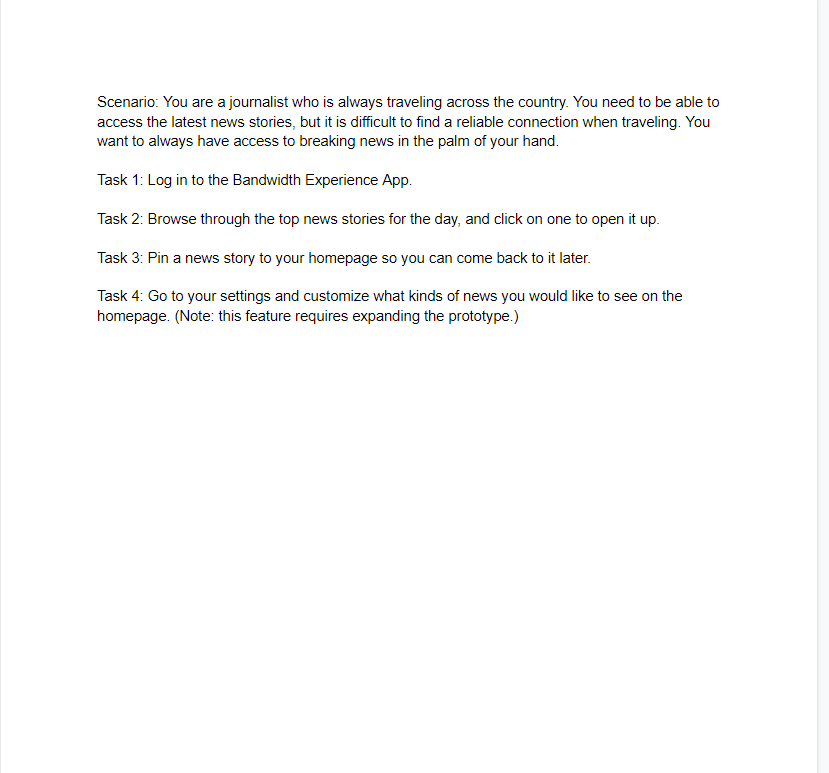 Scenario: You are a journalist who is always traveling across the country. You need to be able to
access the latest news stories, but it is difficult to find a reliable connection when traveling. You
want to always have access to breaking news in the palm of your hand.
Task 1: Log in to the Bandwidth Experience App.
Task 2: Browse through the top news stories for the day, and click on one to open it up.
Task 3: Pin a news story to your homepage so you can come back to it later.
Task 4: Go to your settings and customize what kinds of news you would like to see on the
homepage. (Note: this feature requires expanding the prototype.)